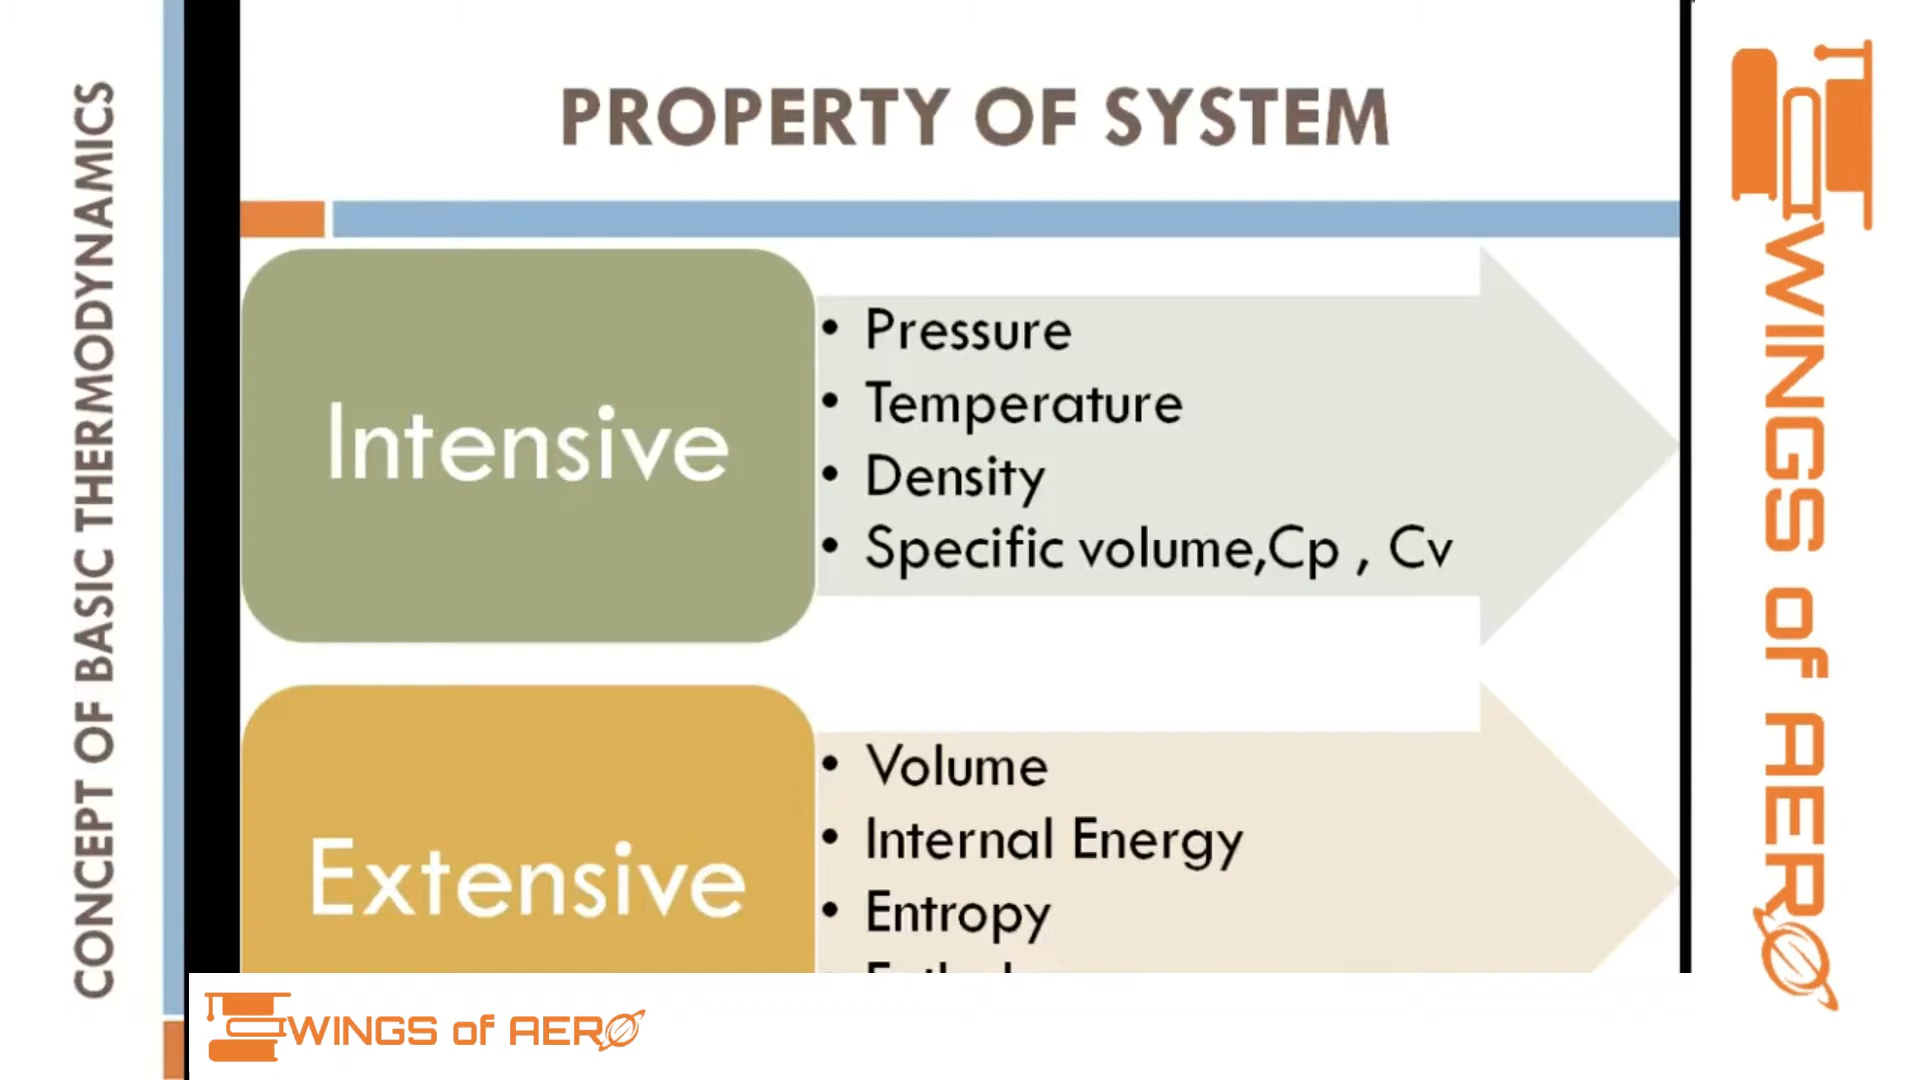 CONCEPT OF BASIC THERMODYNAMICS
PROPERTY OF SYSTEM
Intensive
• Pressure
• Temperature
• Density
• Specific volume,Cp , Cv
Extensive
• Volume
• Internal Energy
• Entropy
WINGS of AERO
WINGS of AERO